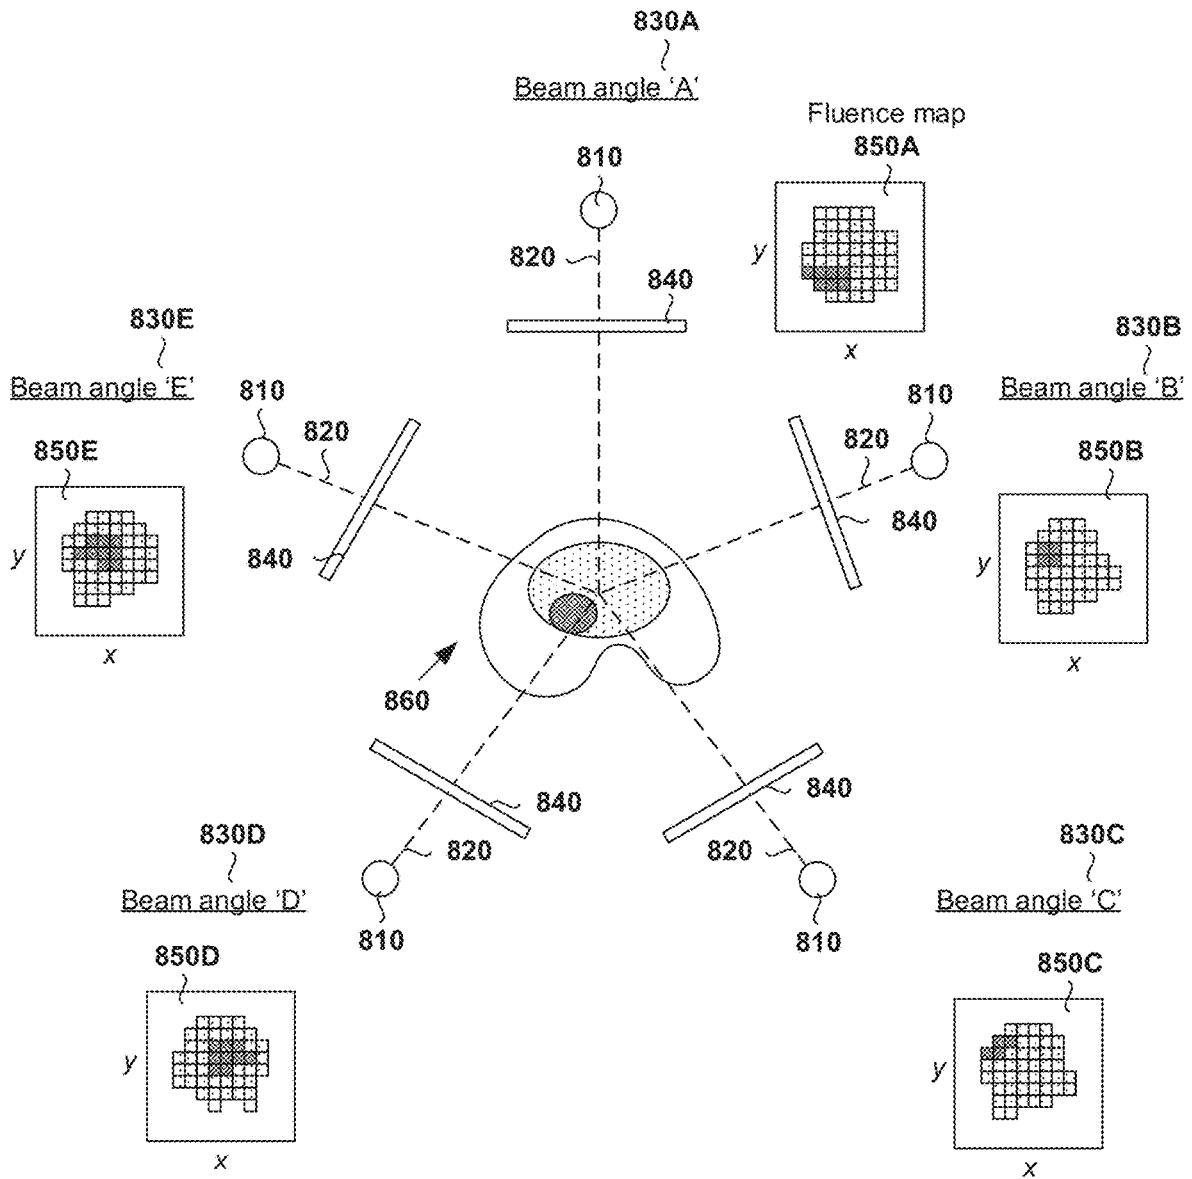 830A
Beam angle ‘A’
Fluence map
850A
810
820
840
y
x
830E
Beam angle ‘E’
810
820
850E
840
y
x
830B
Beam angle ‘B’
810
820
850B
840
y
x
860
840
820
810
830D
Beam angle ‘D’
850D
y
x
840
820
810
830C
Beam angle ‘C’
850C
y
x